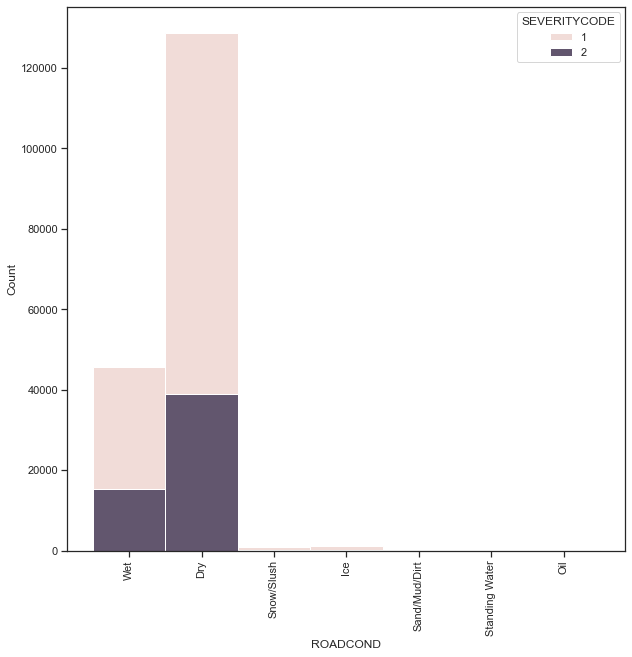 SEVERITYCODE
1
2
120000
100000
80000
60000
40000
20000
0
Count
Wet
Dry
Snow/Slush
Ice
Sand/Mud/Dirt
Standing Water
Oil
ROADCOND